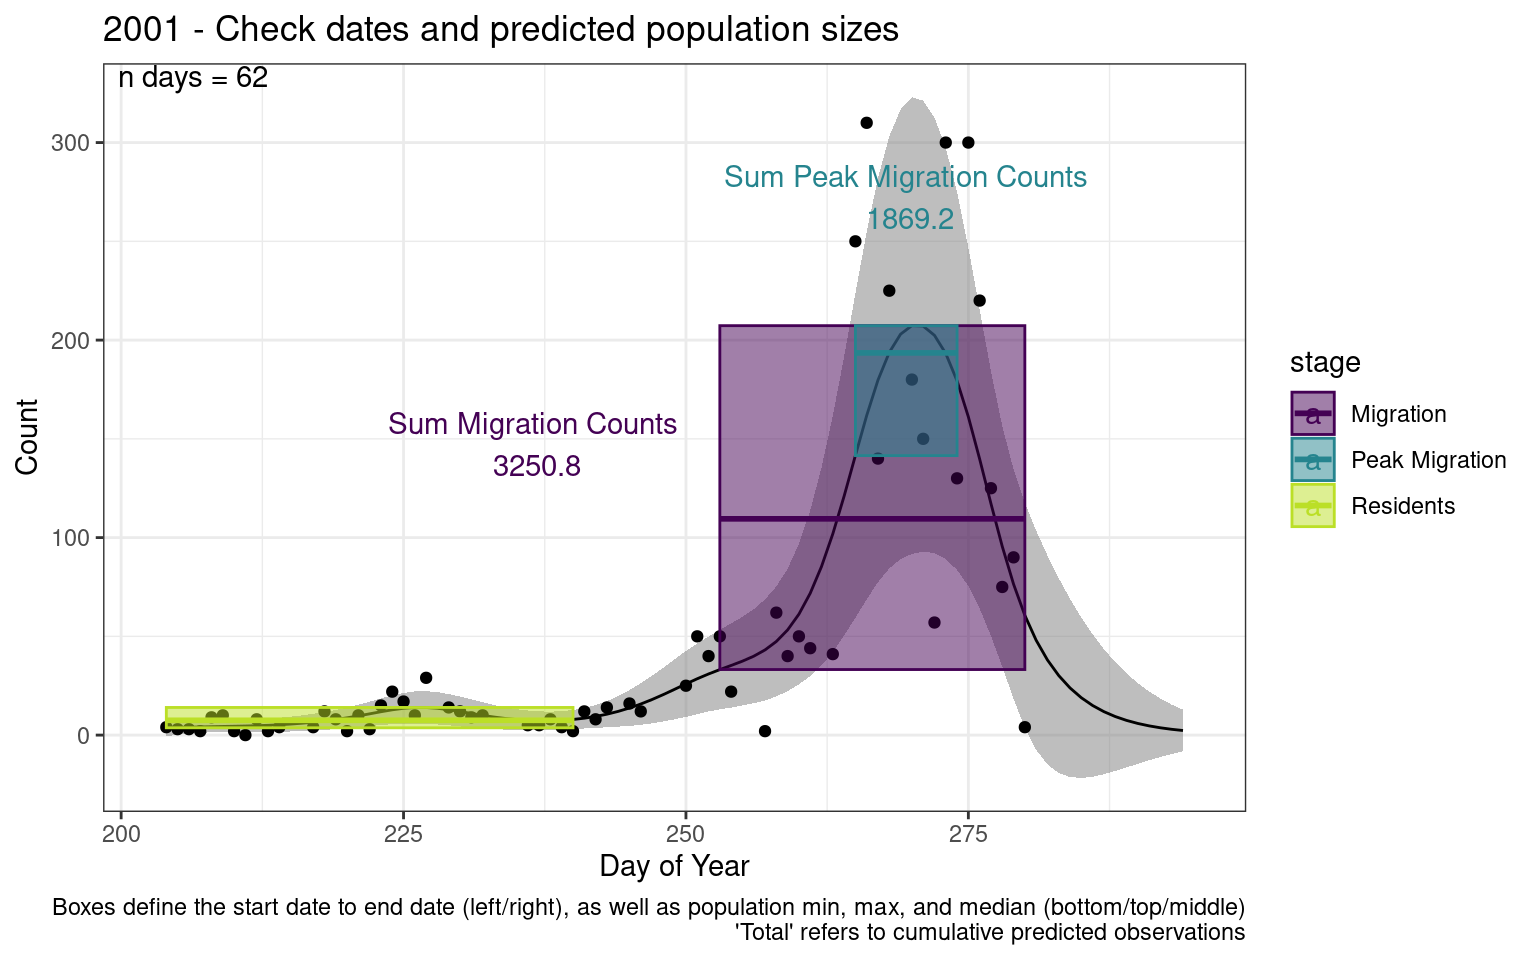 2001 - Check dates and predicted population sizes
n days = 62
300
200
100
0
Count
Sum Peak Migration Counts
1869.2
Sum Migration Counts
3250.8
200
225
250
275
Day of Year
stage
a Migration
a Peak Migration
a Residents
Boxes define the start date to end date (left/right), as well as population min, max, and median (bottom/top/middle)
'Total' refers to cumulative predicted observations